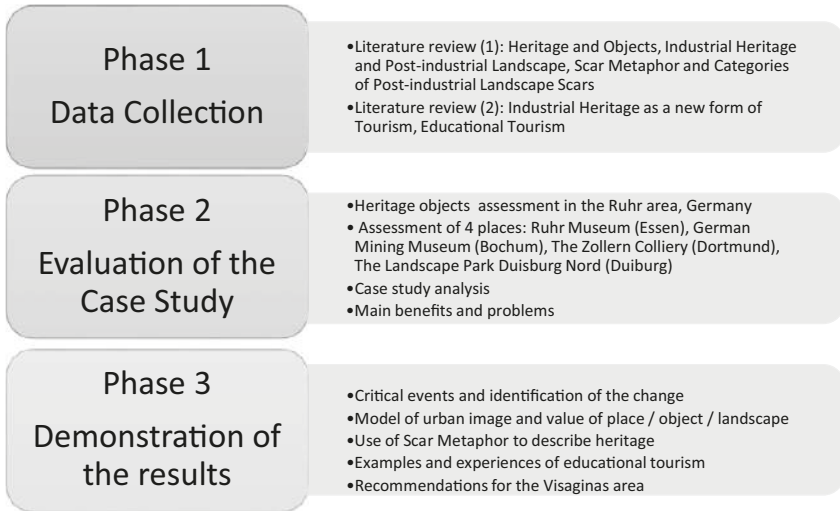 Phase 1
Data Collection
•Literature review (1): Heritage and Objects, Industrial Heritage
and Post-industrial Landscape, Scar Metaphor and Categories
of Post-industrial Landscape Scars
•Literature review (2): Industrial Heritage as a new form of
Tourism, Educational Tourism
Phase 2
Evaluation of the
Case Study
•Heritage objects assessment in the Ruhr area, Germany
• Assessment of 4 places: Ruhr Museum (Essen), German
Mining Museum (Bochum), The Zollern Colliery (Dortmund),
The Landscape Park Duisburg Nord (Duiburg)
•Case study analysis
•Main benefits and problems
Phase 3
Demonstration of
the results
•Critical events and identification of the change
•Model of urban image and value of place / object / landscape
•Use of Scar Metaphor to describe heritage
•Examples and experiences of educational tourism
•Recommendations for the Visaginas area